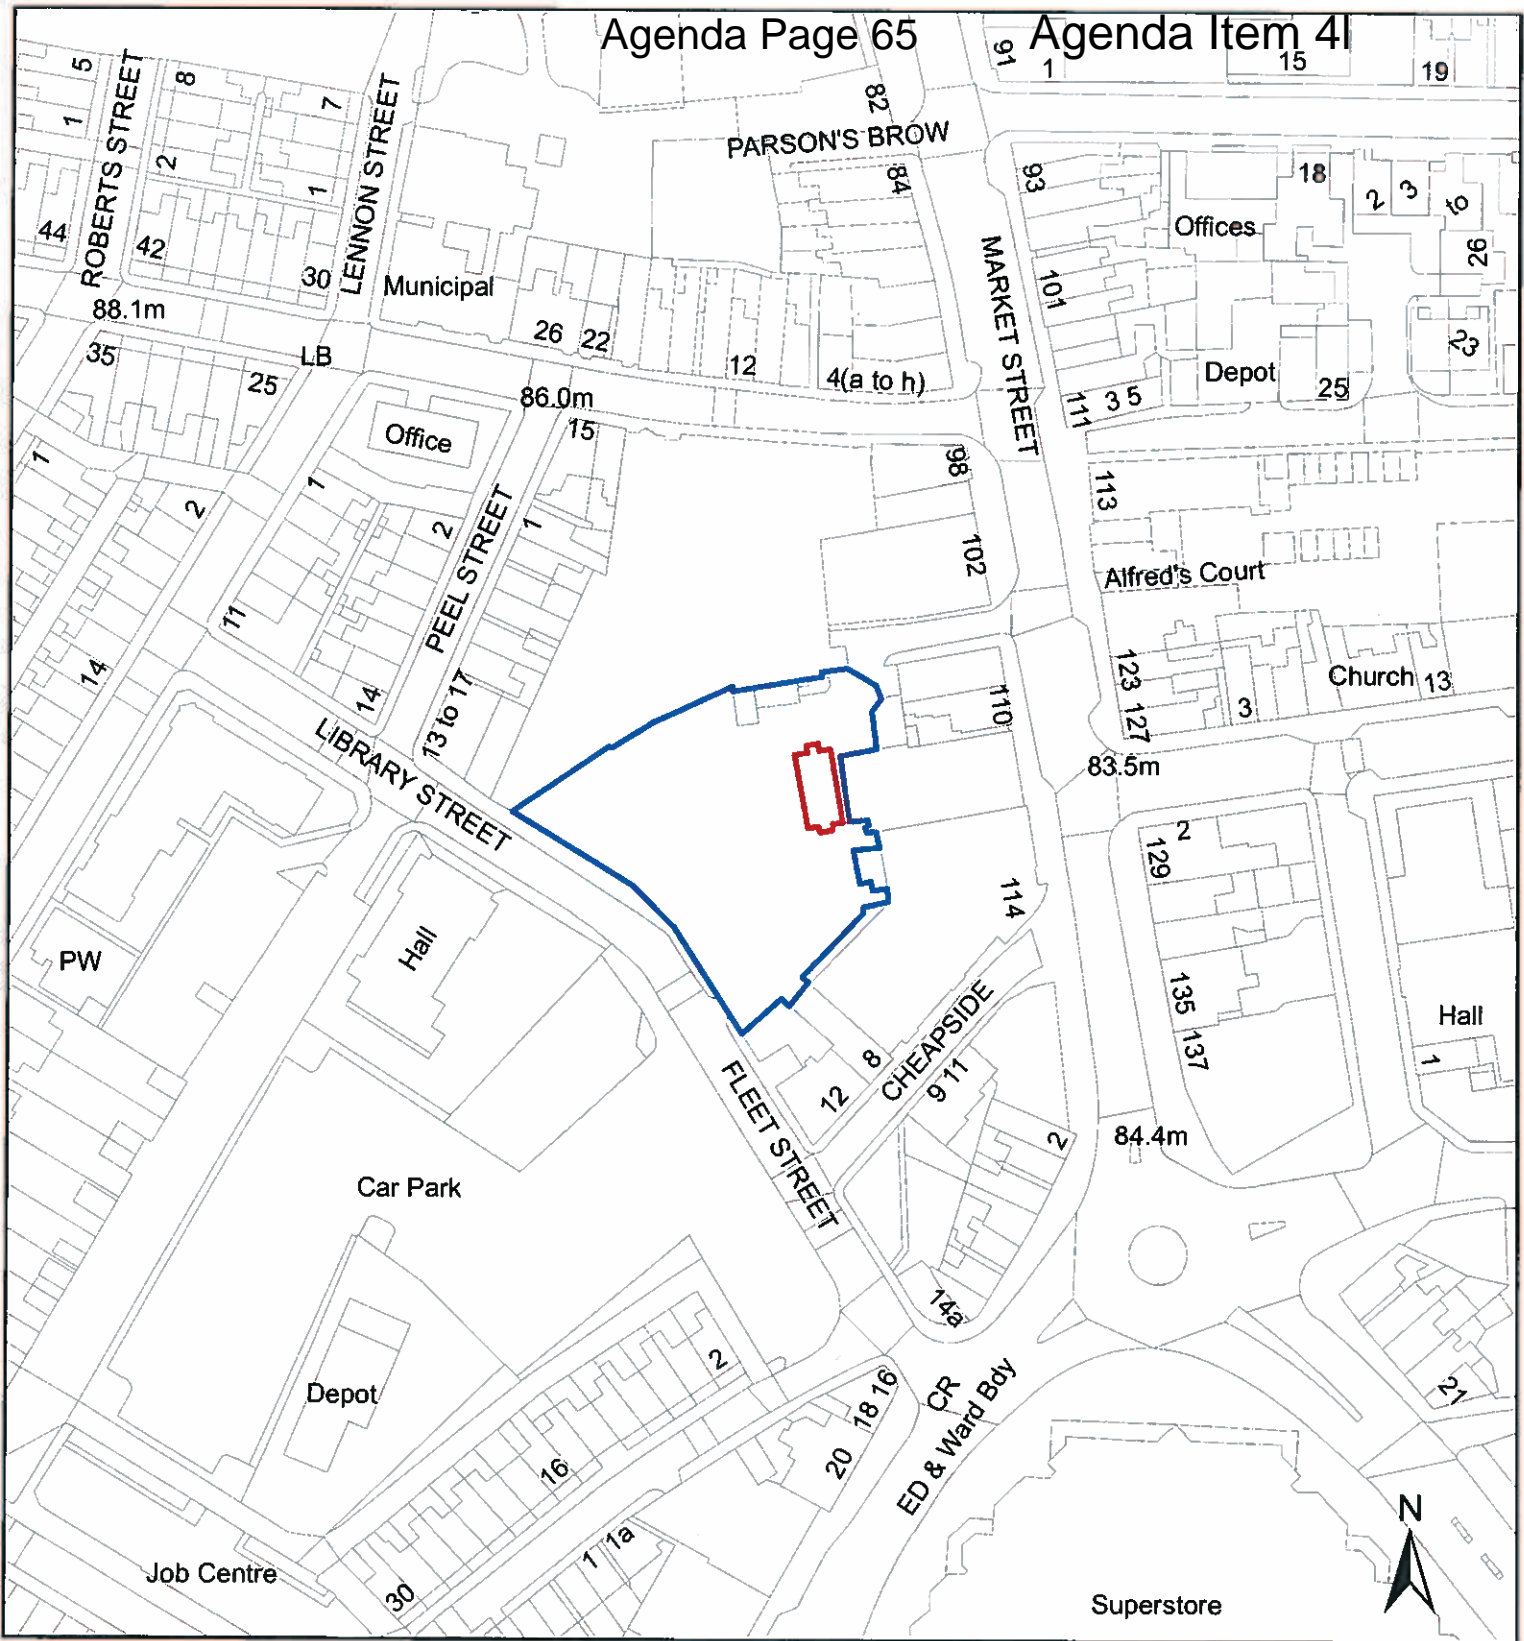 Agenda Page 65
Agenda Item 4I
91
1
15
19
5
8
7
82
1
ROBERTS STREET
LENNON STREET
PARSON'S BROW
2
1
84
93
18
2
3
to
Offices
26
44
42
30
Municipal
MARKET STREET
101
88.1m
26
22
12
4(a to h)
LB
35
25
86.0m
15
Office
111
3 5
Depot
25
23
1
2
1
2
1
98
113
PEEL STREET
102
Alfred's Court
11
14
14
13 to 17
110
123
127
3
Church
13
LIBRARY STREET
83.5m
2
129
114
PW
Hall
135
137
Hall
1
CHEAPSIDE
8
12
9 11
FLEET STREET
2
84.4m
Car Park
14a
2
Depot
16
16
18
20
CR
ED & Ward Bdy
21
30
1
1a
Job Centre
Superstore
N